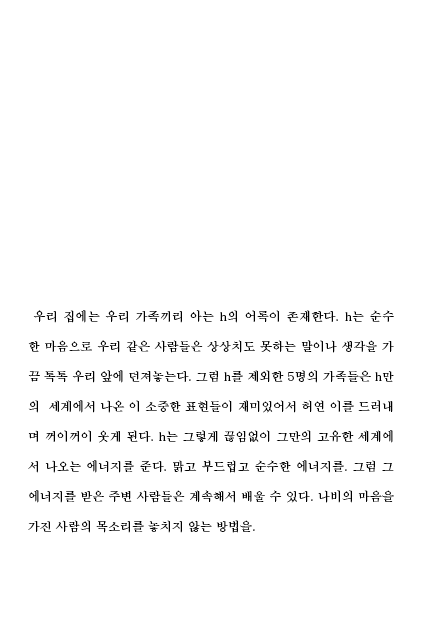 우리 집에는 우리 가족끼리 아는 h의 어록이 존재한다. h는 순수
한 마음으로 우리 같은 사람들은 상상치도 못하는 말이나 생각을 가
끔 톡톡 우리 앞에 던져놓는다. 그럼 h를 제외한 5명의 가족들은 h만
의 세계에서 나온 이 소중한 표현들이 재미있어서 허연 이를 드러내
며 꺼이꺼이 웃게 된다. h는 그렇게 끊임없이 그만의 고유한 세계에
서 나오는 에너지를 준다. 맑고 부드럽고 순수한 에너지를. 그럼 그
에너지를 받은 주변 사람들은 계속해서 배울 수 있다. 나비의 마음을
가진 사람의 목소리를 놓치지 않는 방법을.